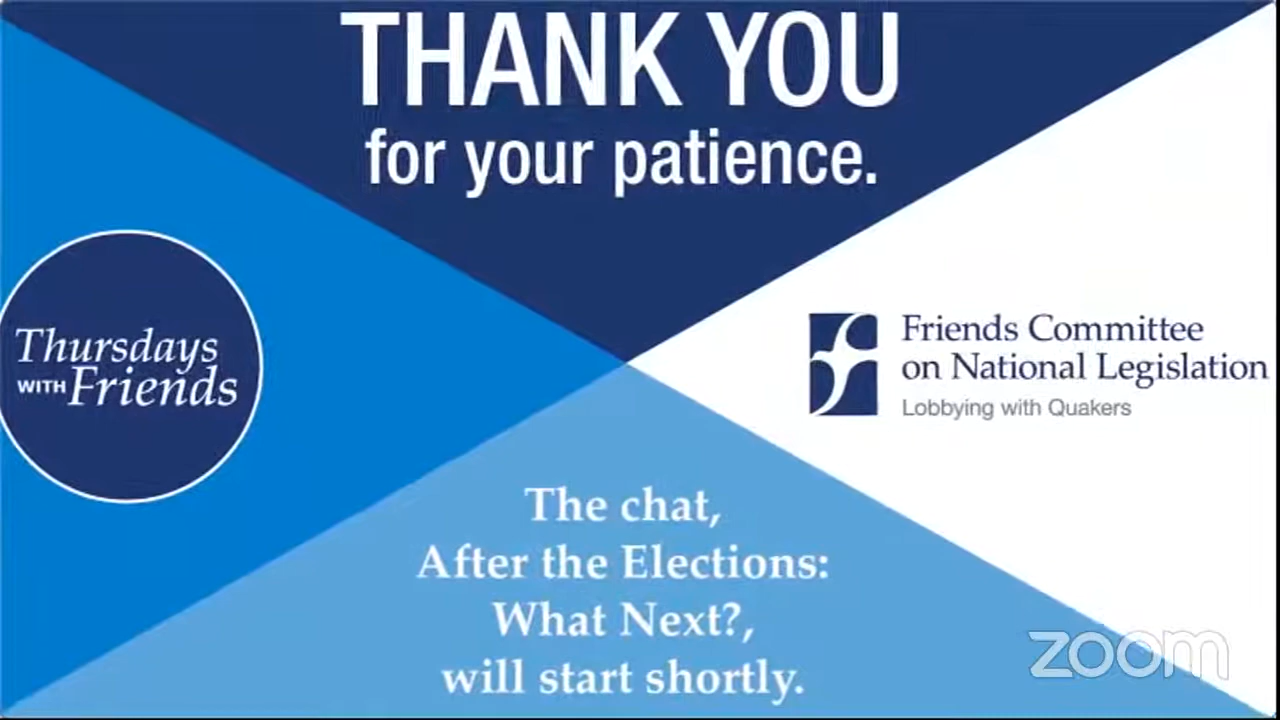 THANK YOU
for your patience.
Thursdays
WITH Friends
Friends Committee
on National Legislation
Lobbying with Quakers
The chat,
After the Elections:
What Next?,
will start shortly.
zoom